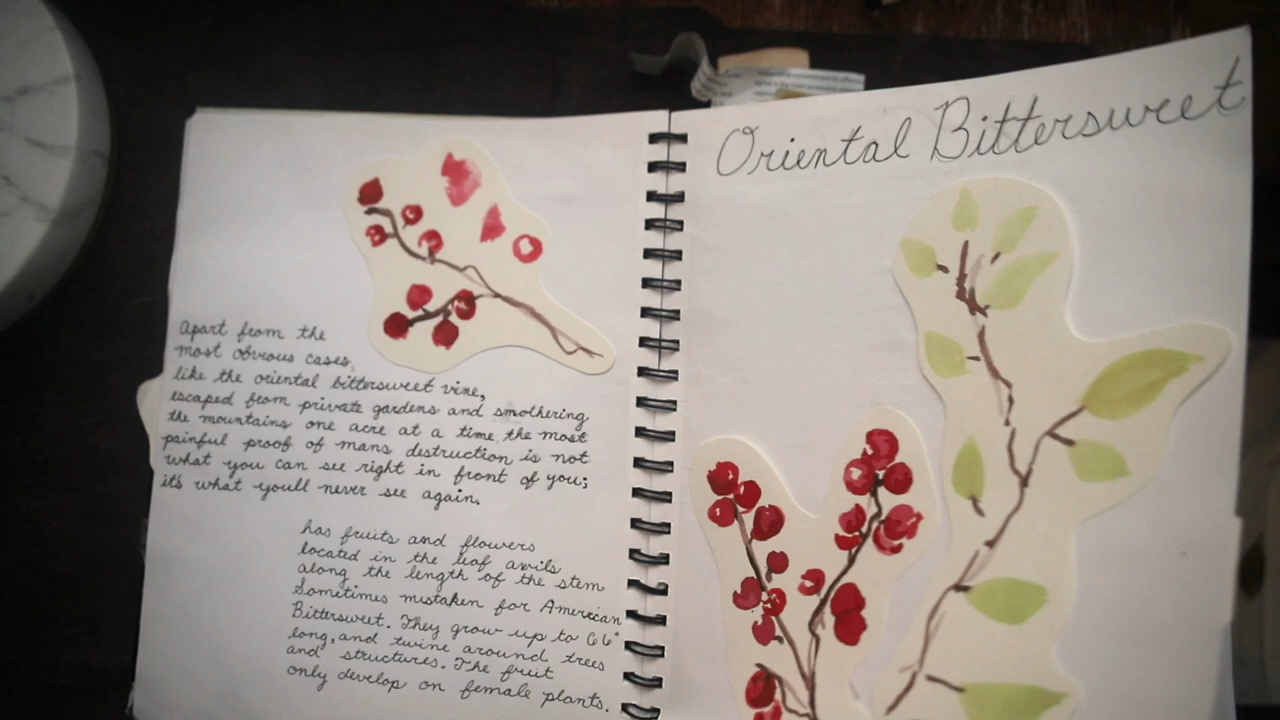 Oriental Bittersweet
Apart from the
most obvious cases,
like the oriental bittersweet vine,
escaped from private gardens and smothering
the mountains one acre at a time, the most
painful proof of mans destruction is not
what you can see right in front of you;
it's what youll never see again.
has fruits and flowers
located in the leaf axils
along the length of the stem
Sometimes mistaken for American
Bittersweet. They grow up to 66"
long, and twine around trees
and structures. The fruit
only develop on female plants.